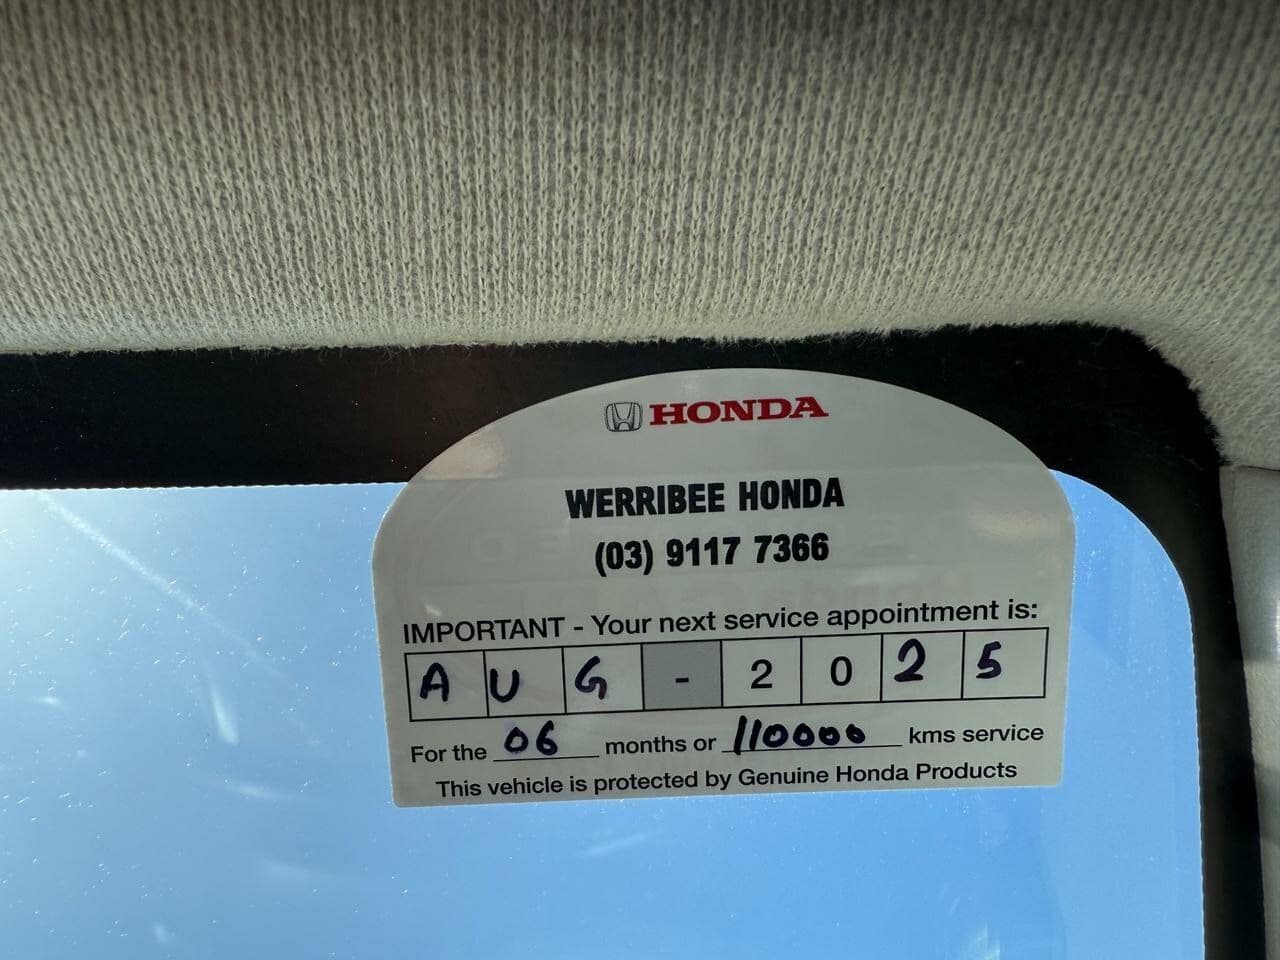 HONDA
WERRIBEE HONDA
(03) 9117 7366
IMPORTANT - Your next service appointment is:
AUG-2025
For the 06 months or 110000 kms service
This vehicle is protected by Genuine Honda Products